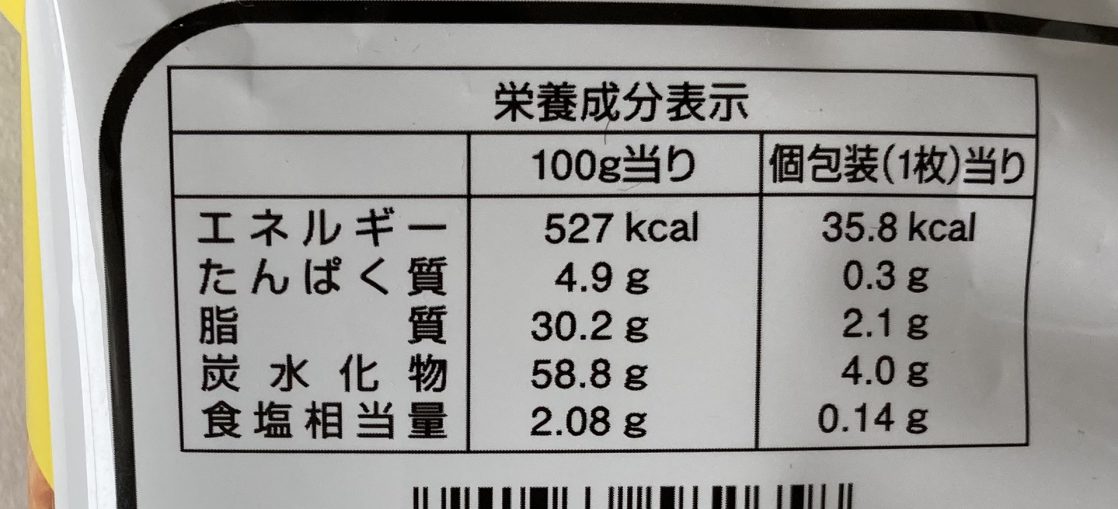 栄養成分表示
100g当り 個包装(1枚)当り
エネルギー 527 kcal 35.8 kcal
たんぱく質 4.9 g 0.3 g
脂質 30.2 g 2.1 g
炭水化物 58.8 g 4.0 g
食塩相当量 2.08 g 0.14 g